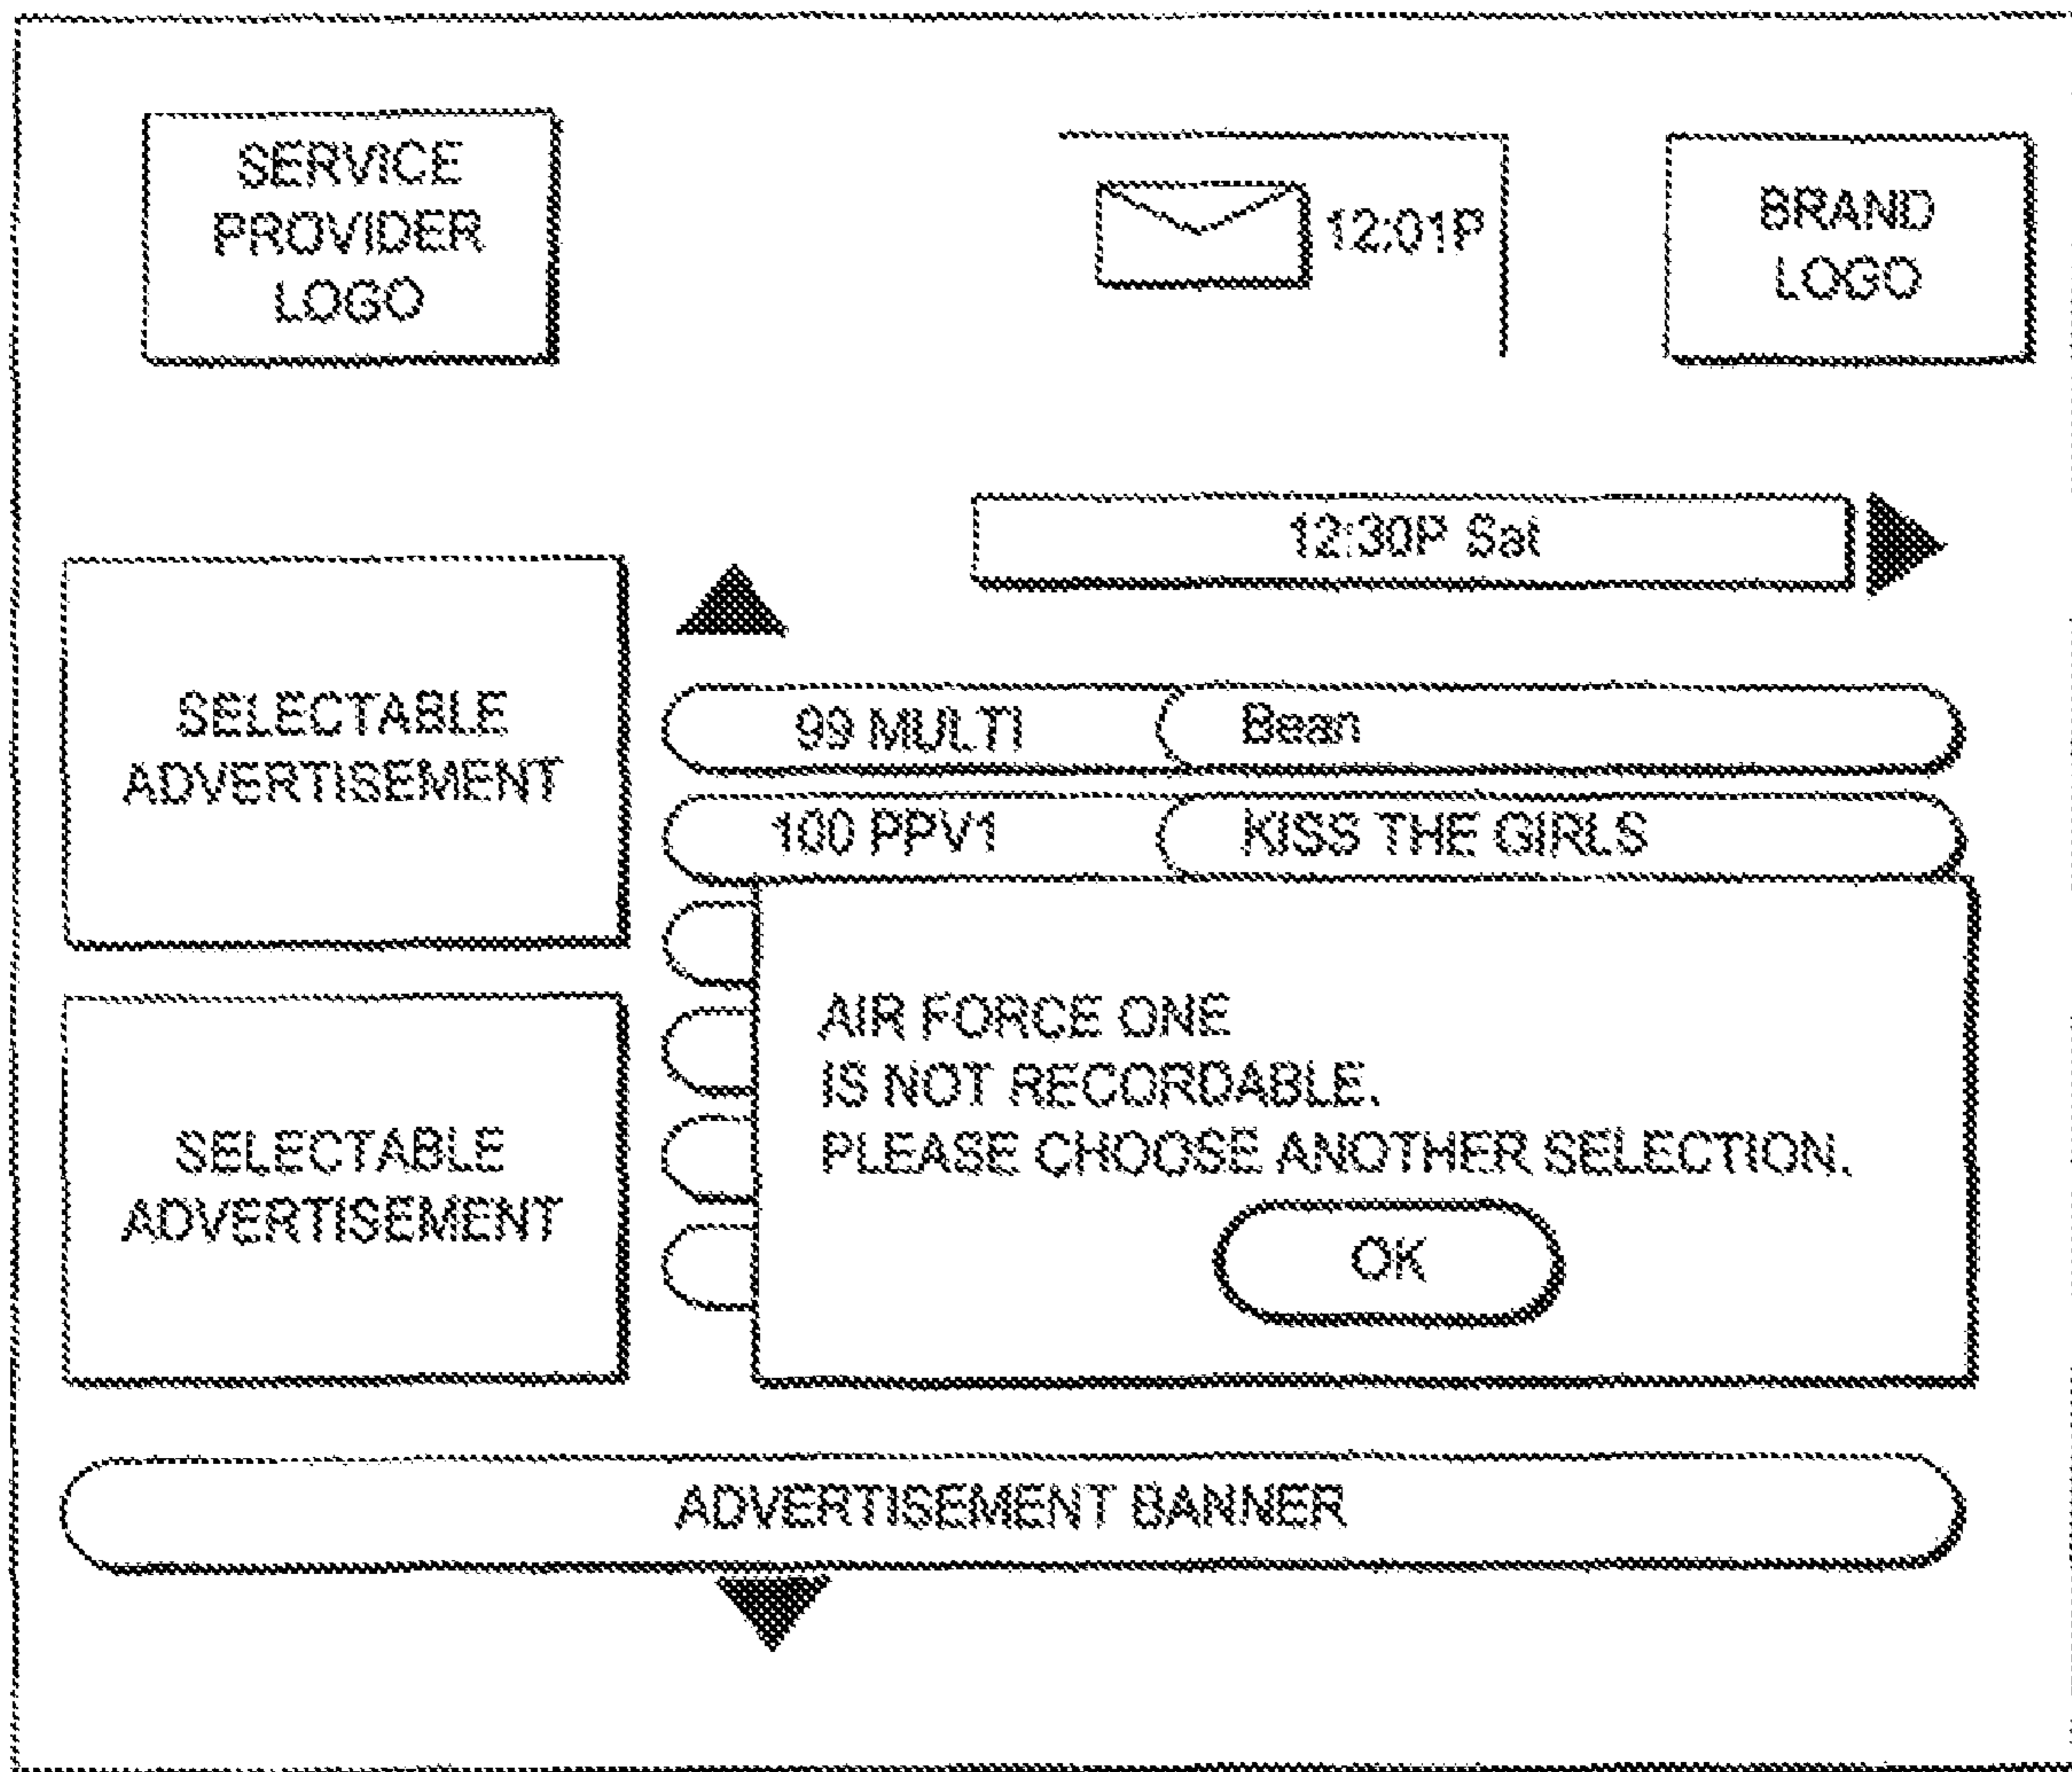 SERVICE
PROVIDER
LOGO
12:01P
BRAND
LOGO
12:30P Sat
SELECTABLE
ADVERTISEMENT
99 MULTI Bean
100 PPV1 KISS THE GIRLS
AIR FORCE ONE
IS NOT RECORDABLE.
PLEASE CHOOSE ANOTHER SELECTION.
OK
SELECTABLE
ADVERTISEMENT
ADVERTISEMENT BANNER